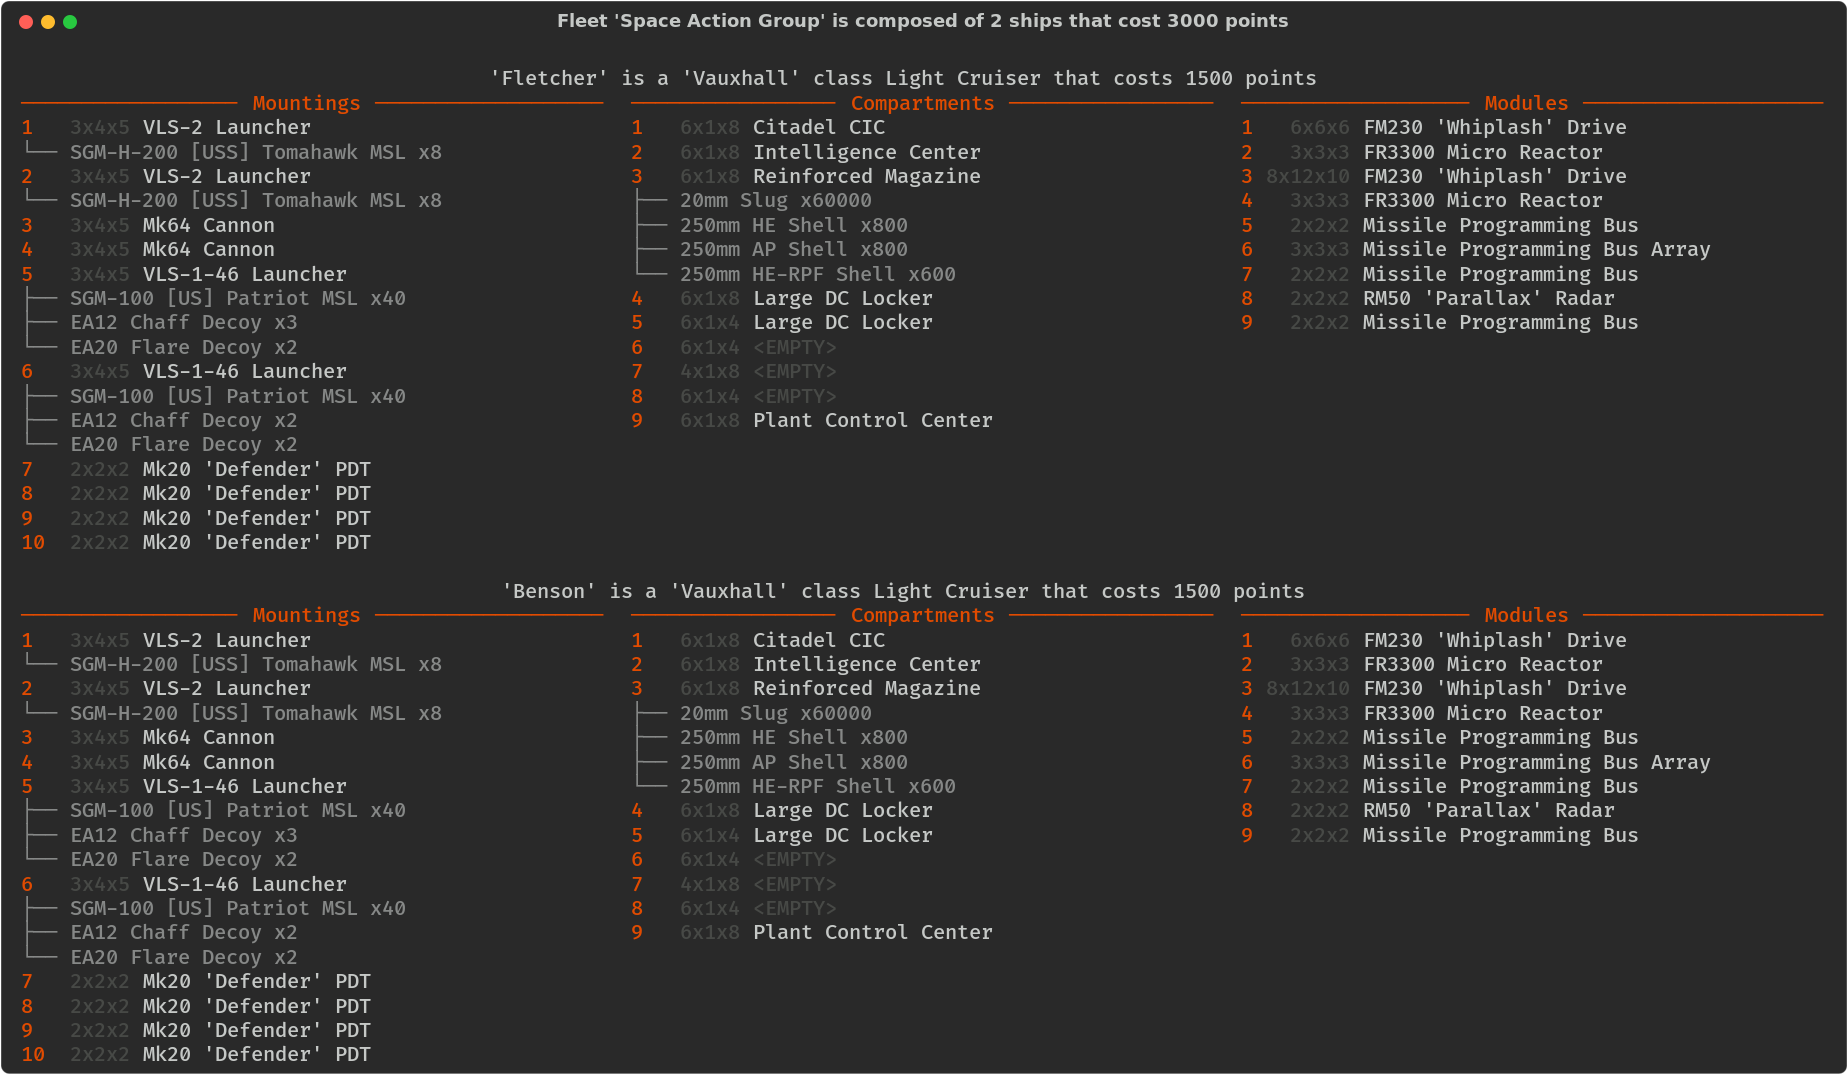 Fleet 'Space Action Group' is composed of 2 ships that cost 3000 points
'Fletcher' is a 'Vauxhall' class Light Cruiser that costs 1500 points
Mountings
1 3x4x5 VLS-2 Launcher
SGM-H-200 [USS] Tomahawk MSL x8
2 3x4x5 VLS-2 Launcher
SGM-H-200 [USS] Tomahawk MSL x8
3 3x4x5 Mk64 Cannon
4 3x4x5 Mk64 Cannon
5 3x4x5 VLS-1-46 Launcher
SGM-100 [US] Patriot MSL x40
EA12 Chaff Decoy x3
EA20 Flare Decoy x2
6 3x4x5 VLS-1-46 Launcher
SGM-100 [US] Patriot MSL x40
EA12 Chaff Decoy x2
EA20 Flare Decoy x2
7 2x2x2 Mk20 'Defender' PDT
8 2x2x2 Mk20 'Defender' PDT
9 2x2x2 Mk20 'Defender' PDT
10 2x2x2 Mk20 'Defender' PDT
Compartments
1 6x1x8 Citadel CIC
2 6x1x8 Intelligence Center
3 6x1x8 Reinforced Magazine
20mm Slug x60000
250mm HE Shell x800
250mm AP Shell x800
250mm HE-RPF Shell x600
4 6x1x8 Large DC Locker
5 6x1x4 Large DC Locker
6 6x1x4 <EMPTY>
7 4x1x8 <EMPTY>
8 6x1x4 <EMPTY>
9 6x1x8 Plant Control Center
Modules
1 6x6x6 FM230 'Whiplash' Drive
2 3x3x3 FR3300 Micro Reactor
3 8x12x10 FM230 'Whiplash' Drive
4 3x3x3 FR3300 Micro Reactor
5 2x2x2 Missile Programming Bus
6 3x3x3 Missile Programming Bus Array
7 2x2x2 Missile Programming Bus
8 2x2x2 RM50 'Parallax' Radar
9 2x2x2 Missile Programming Bus
'Benson' is a 'Vauxhall' class Light Cruiser that costs 1500 points
Mountings
1 3x4x5 VLS-2 Launcher
SGM-H-200 [USS] Tomahawk MSL x8
2 3x4x5 VLS-2 Launcher
SGM-H-200 [USS] Tomahawk MSL x8
3 3x4x5 Mk64 Cannon
4 3x4x5 Mk64 Cannon
5 3x4x5 VLS-1-46 Launcher
SGM-100 [US] Patriot MSL x40
EA12 Chaff Decoy x3
EA20 Flare Decoy x2
6 3x4x5 VLS-1-46 Launcher
SGM-100 [US] Patriot MSL x40
EA12 Chaff Decoy x2
EA20 Flare Decoy x2
7 2x2x2 Mk20 'Defender' PDT
8 2x2x2 Mk20 'Defender' PDT
9 2x2x2 Mk20 'Defender' PDT
10 2x2x2 Mk20 'Defender' PDT
Compartments
1 6x1x8 Citadel CIC
2 6x1x8 Intelligence Center
3 6x1x8 Reinforced Magazine
20mm Slug x60000
250mm HE Shell x800
250mm AP Shell x800
250mm HE-RPF Shell x600
4 6x1x8 Large DC Locker
5 6x1x4 Large DC Locker
6 6x1x4 <EMPTY>
7 4x1x8 <EMPTY>
8 6x1x4 <EMPTY>
9 6x1x8 Plant Control Center
Modules
1 6x6x6 FM230 'Whiplash' Drive
2 3x3x3 FR3300 Micro Reactor
3 8x12x10 FM230 'Whiplash' Drive
4 3x3x3 FR3300 Micro Reactor
5 2x2x2 Missile Programming Bus
6 3x3x3 Missile Programming Bus Array
7 2x2x2 Missile Programming Bus
8 2x2x2 RM50 'Parallax' Radar
9 2x2x2 Missile Programming Bus